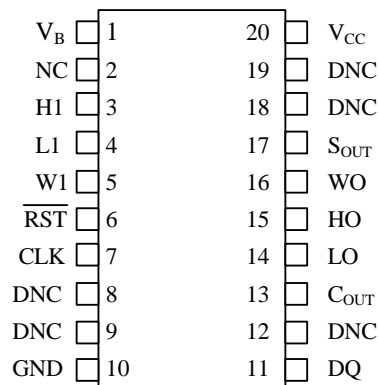 V_B 1 20 V_CC
NC 2 19 DNC
H1 3 18 DNC
L1 4 17 S_OUT
W1 5 16 WO
R̅S̅T̅ 6 15 HO
CLK 7 14 LO
DNC 8 13 C_OUT
DNC 9 12 DNC
GND 10 11 DQ